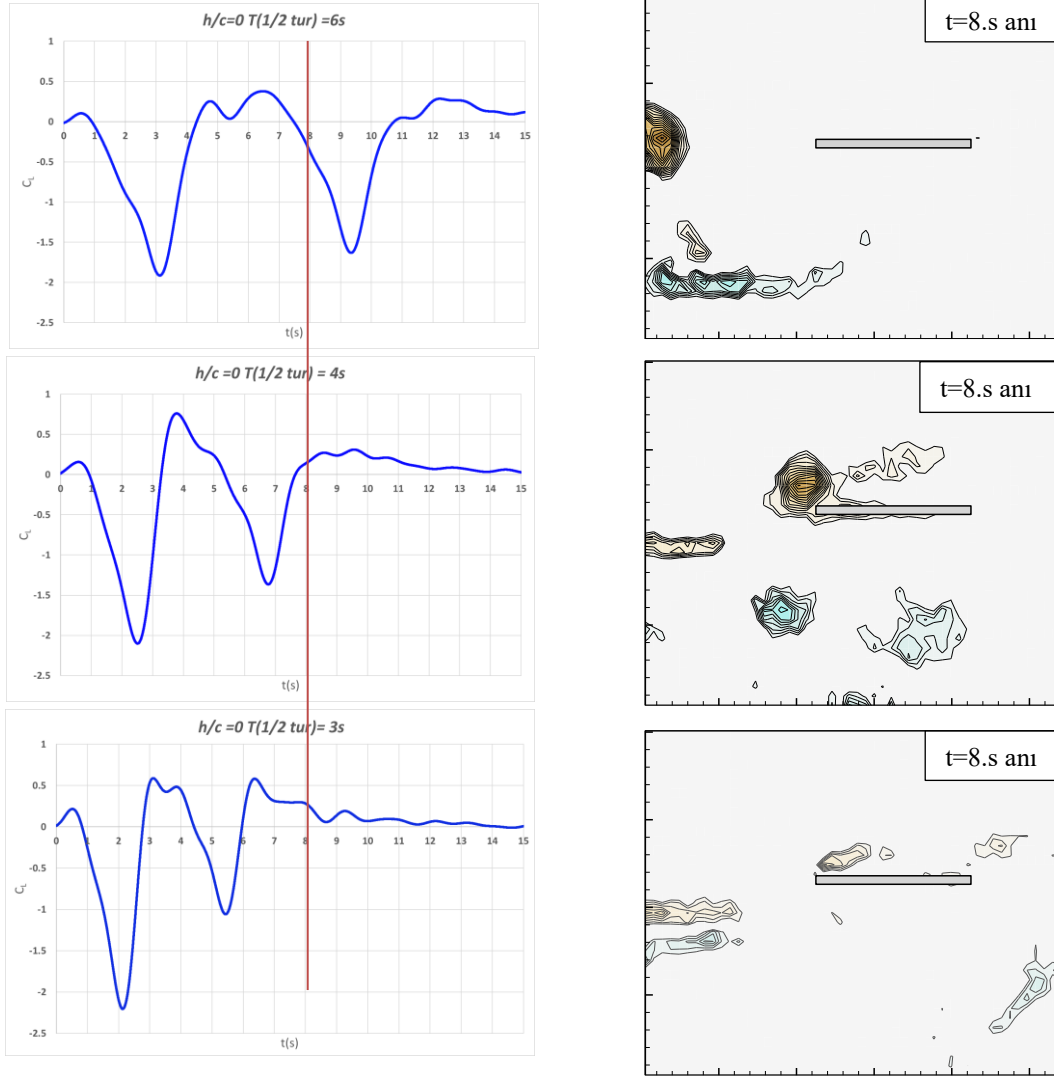 h/c=0 T(1/2 tur) =6s
1
0.5
0
-0.5
-1
-1.5
-2
-2.5
0 1 2 3 4 5 6 7 8 9 10 11 12 13 14 15
C_L
t(s)
t=8.s anı
h/c =0 T(1/2 tur) = 4s
1
0.5
0
-0.5
-1
-1.5
-2
-2.5
0 1 2 3 4 5 6 7 8 9 10 11 12 13 14 15
C_L
t(s)
t=8.s anı
h/c =0 T(1/2 tur)= 3s
1
0.5
0
-0.5
-1
-1.5
-2
-2.5
0 1 2 3 4 5 6 7 8 9 10 11 12 13 14 15
C_L
t(s)
t=8.s anı